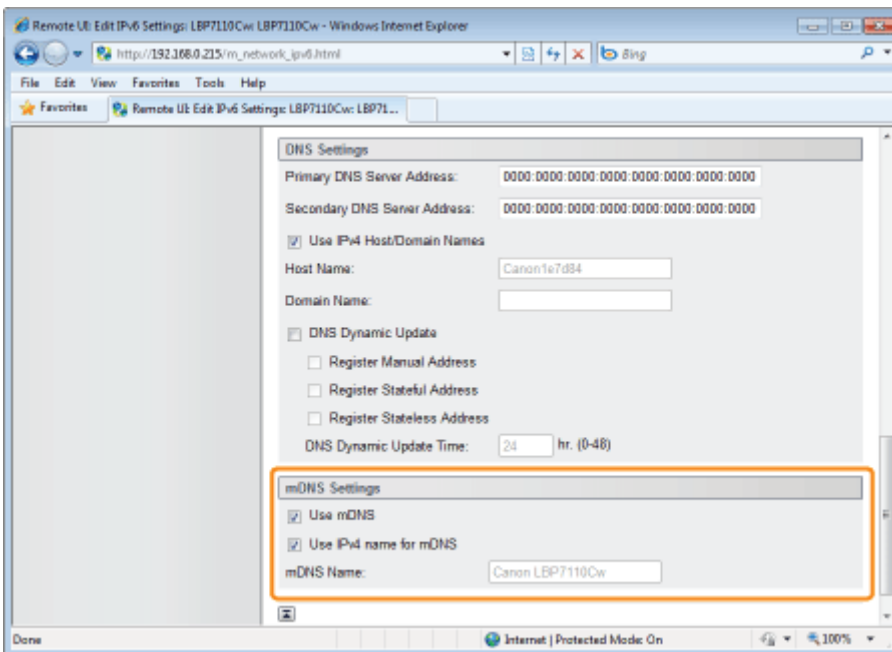 Remote UI: Edit IPv6 Settings: LBP7110Cw: LBP7110Cw - Windows Internet Explorer
http://192.168.0.215/m_network_ipv6.html
Bing
File Edit View Favorites Tools Help
Favorites Remote UI: Edit IPv6 Settings: LBP7110Cw: LBP71...
DNS Settings
Primary DNS Server Address: 0000:0000:0000:0000:0000:0000:0000:0000
Secondary DNS Server Address: 0000:0000:0000:0000:0000:0000:0000:0000
Use IPv4 Host/Domain Names
Host Name: Canon1e7d84
Domain Name:
DNS Dynamic Update
Register Manual Address
Register Stateful Address
Register Stateless Address
DNS Dynamic Update Time: 24 hr. (0-48)
mDNS Settings
Use mDNS
Use IPv4 name for mDNS
mDNS Name: Canon LBP7110Cw
Done Internet | Protected Mode: On 100%